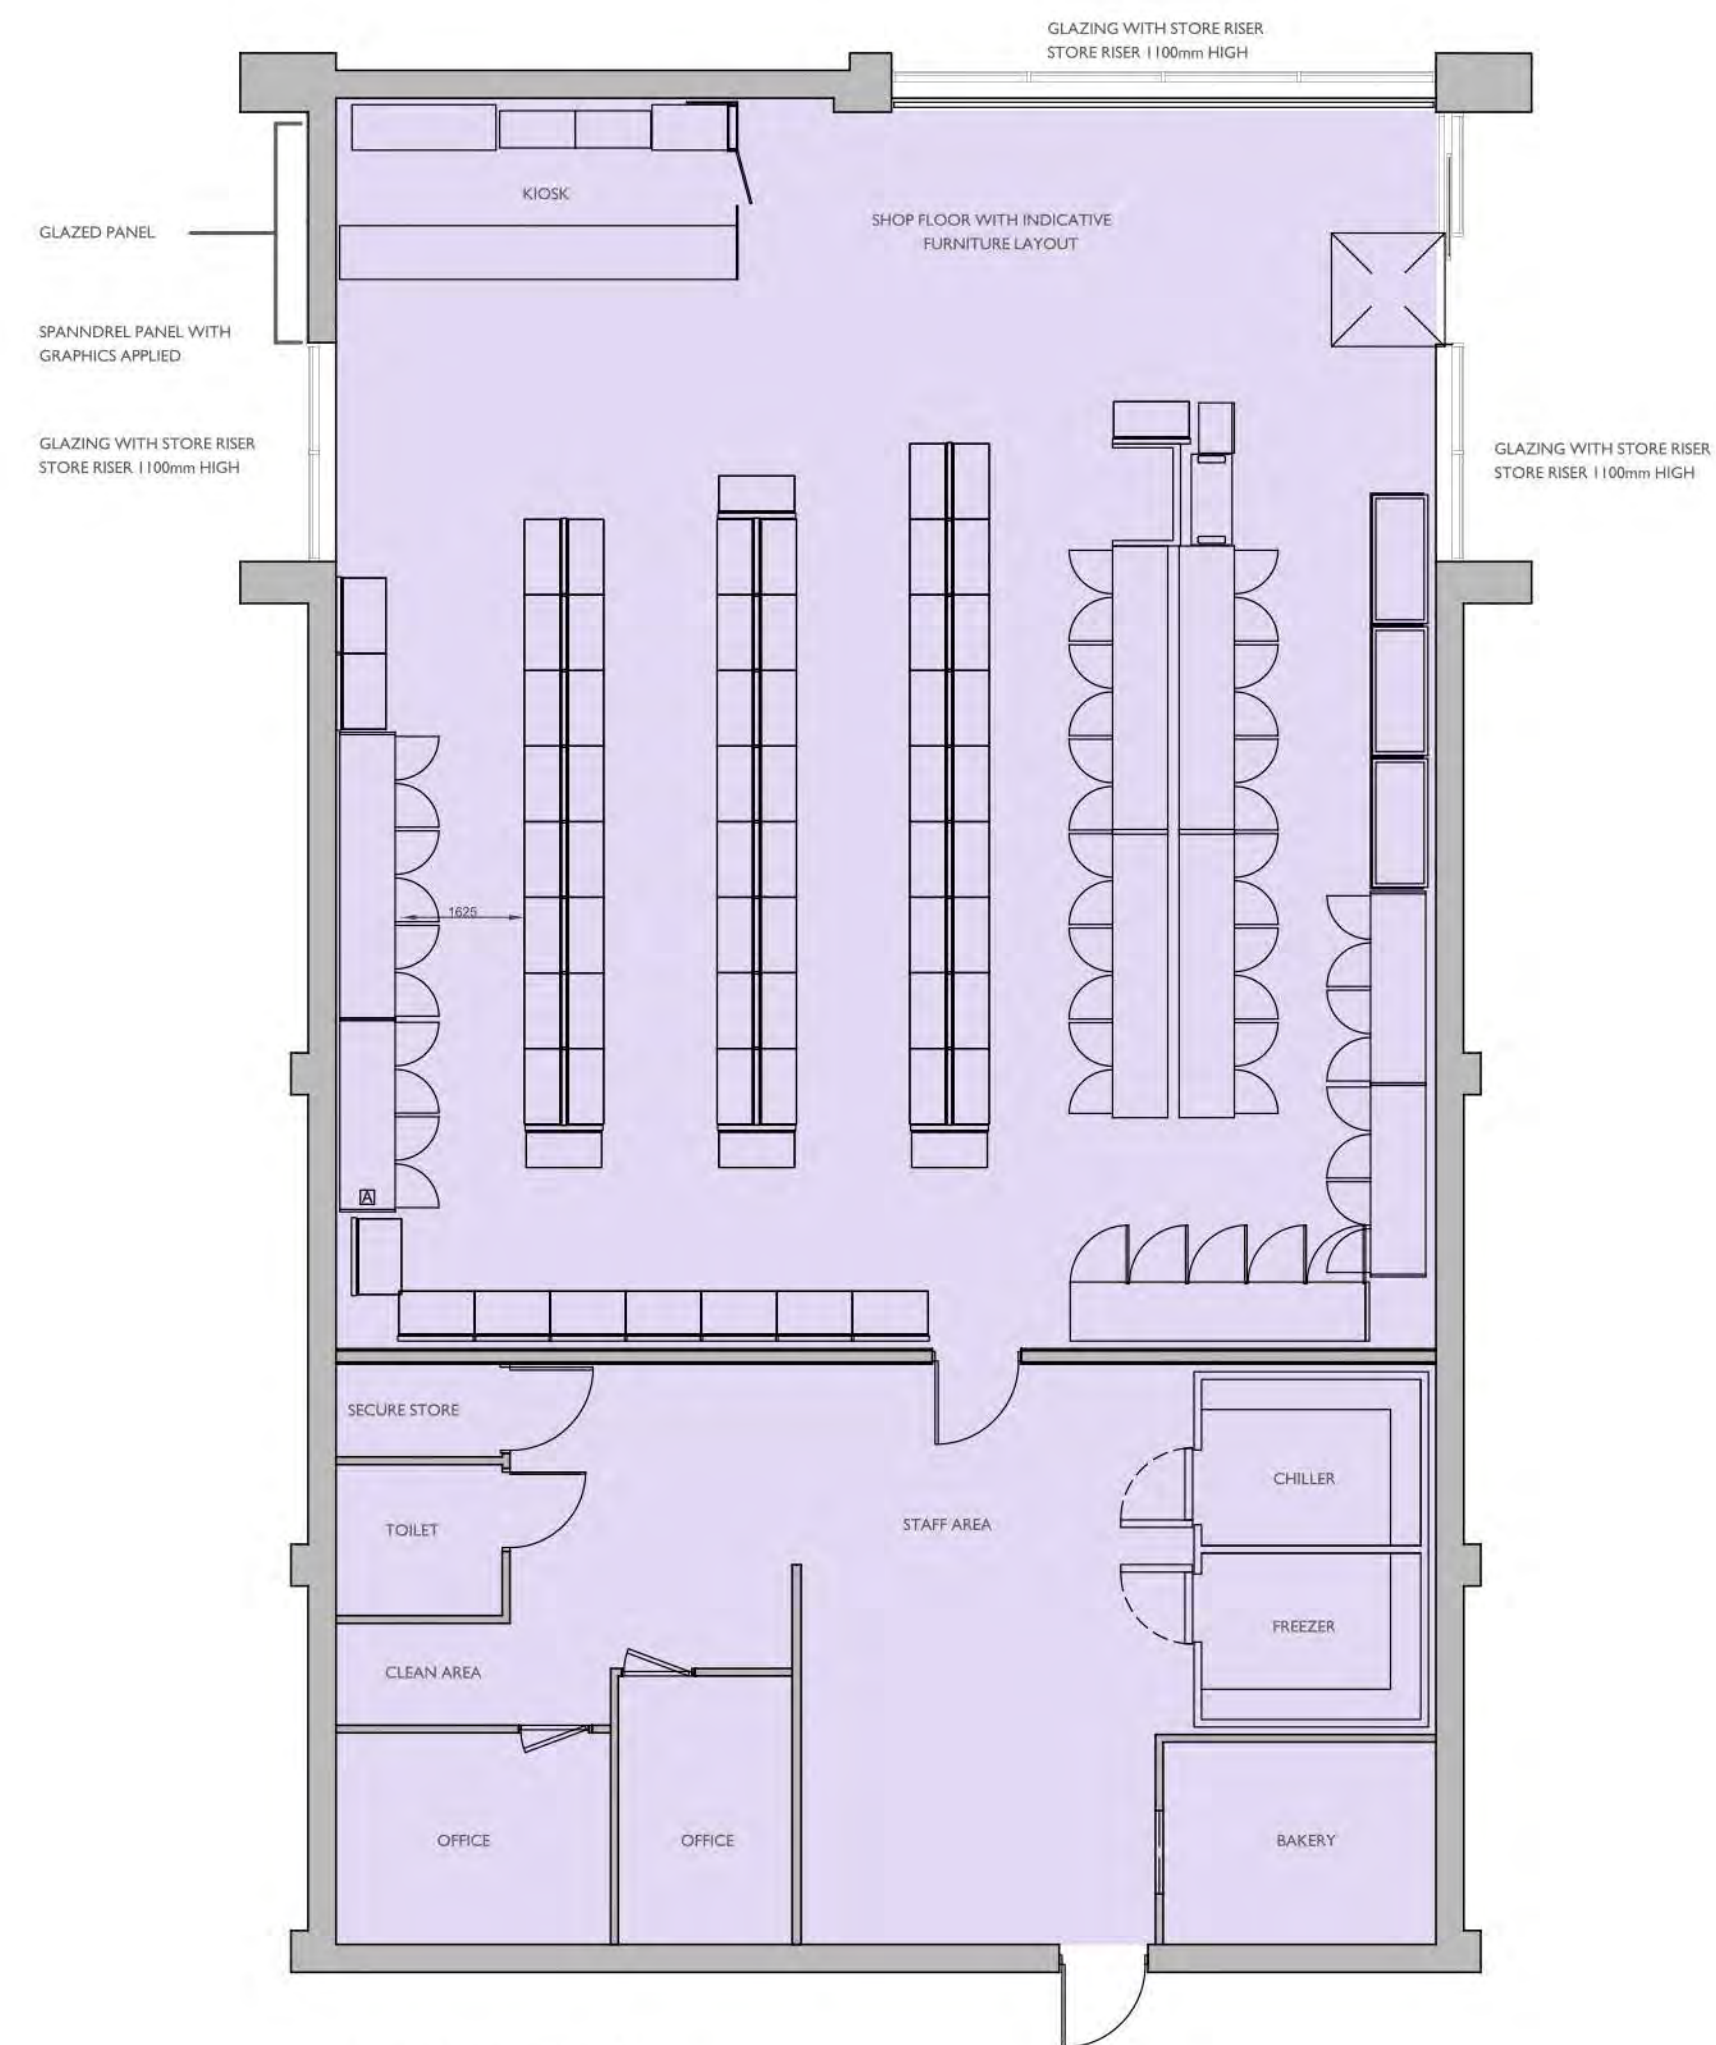 GLAZING WITH STORE RISER
STORE RISER 1100mm HIGH
KIOSK
SHOP FLOOR WITH INDICATIVE
FURNITURE LAYOUT
GLAZED PANEL
SPANNDREL PANEL WITH
GRAPHICS APPLIED
GLAZING WITH STORE RISER
STORE RISER 1100mm HIGH
GLAZING WITH STORE RISER
STORE RISER 1100mm HIGH
1625
A
SECURE STORE
CHILLER
TOILET
STAFF AREA
FREEZER
CLEAN AREA
OFFICE
OFFICE
BAKERY